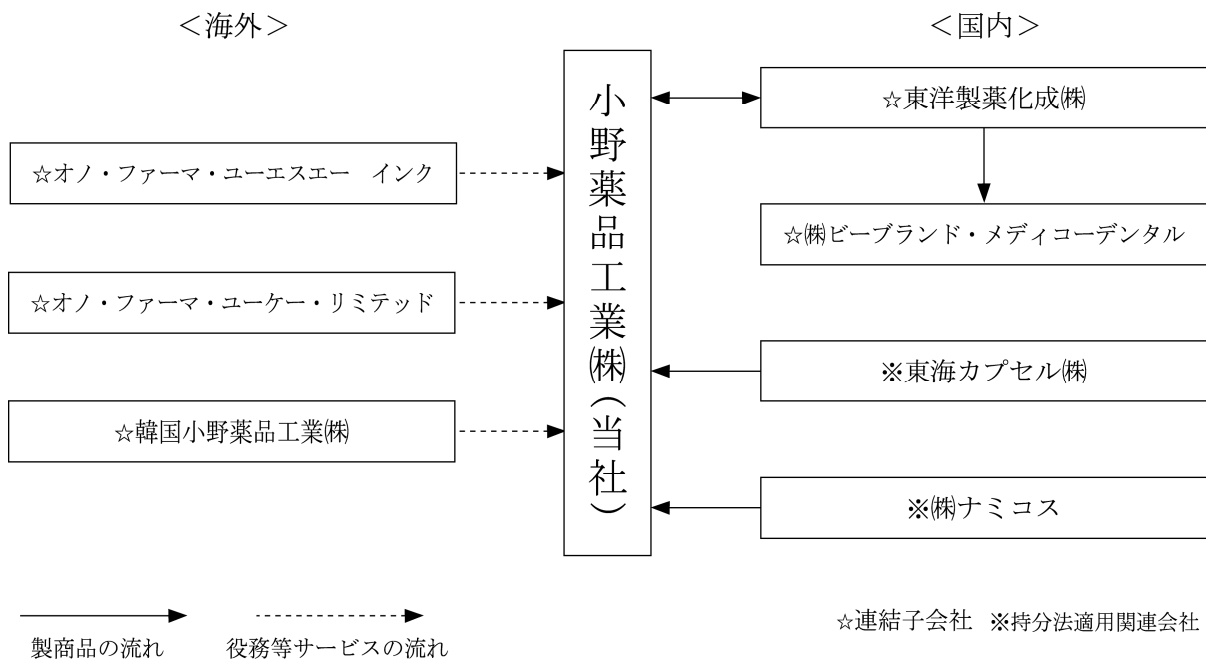 ＜海外＞
☆オノ・ファーマ・ユーエスエー　インク
☆オノ・ファーマ・ユーケー・リミテッド
☆韓国小野薬品工業㈱
小野薬品工業㈱（当社）
＜国内＞
☆東洋製薬化成㈱
☆㈱ビーブランド・メディコーデンタル
※東海カプセル㈱
※㈱ナミコス
製商品の流れ
役務等サービスの流れ
☆連結子会社 ※持分法適用関連会社